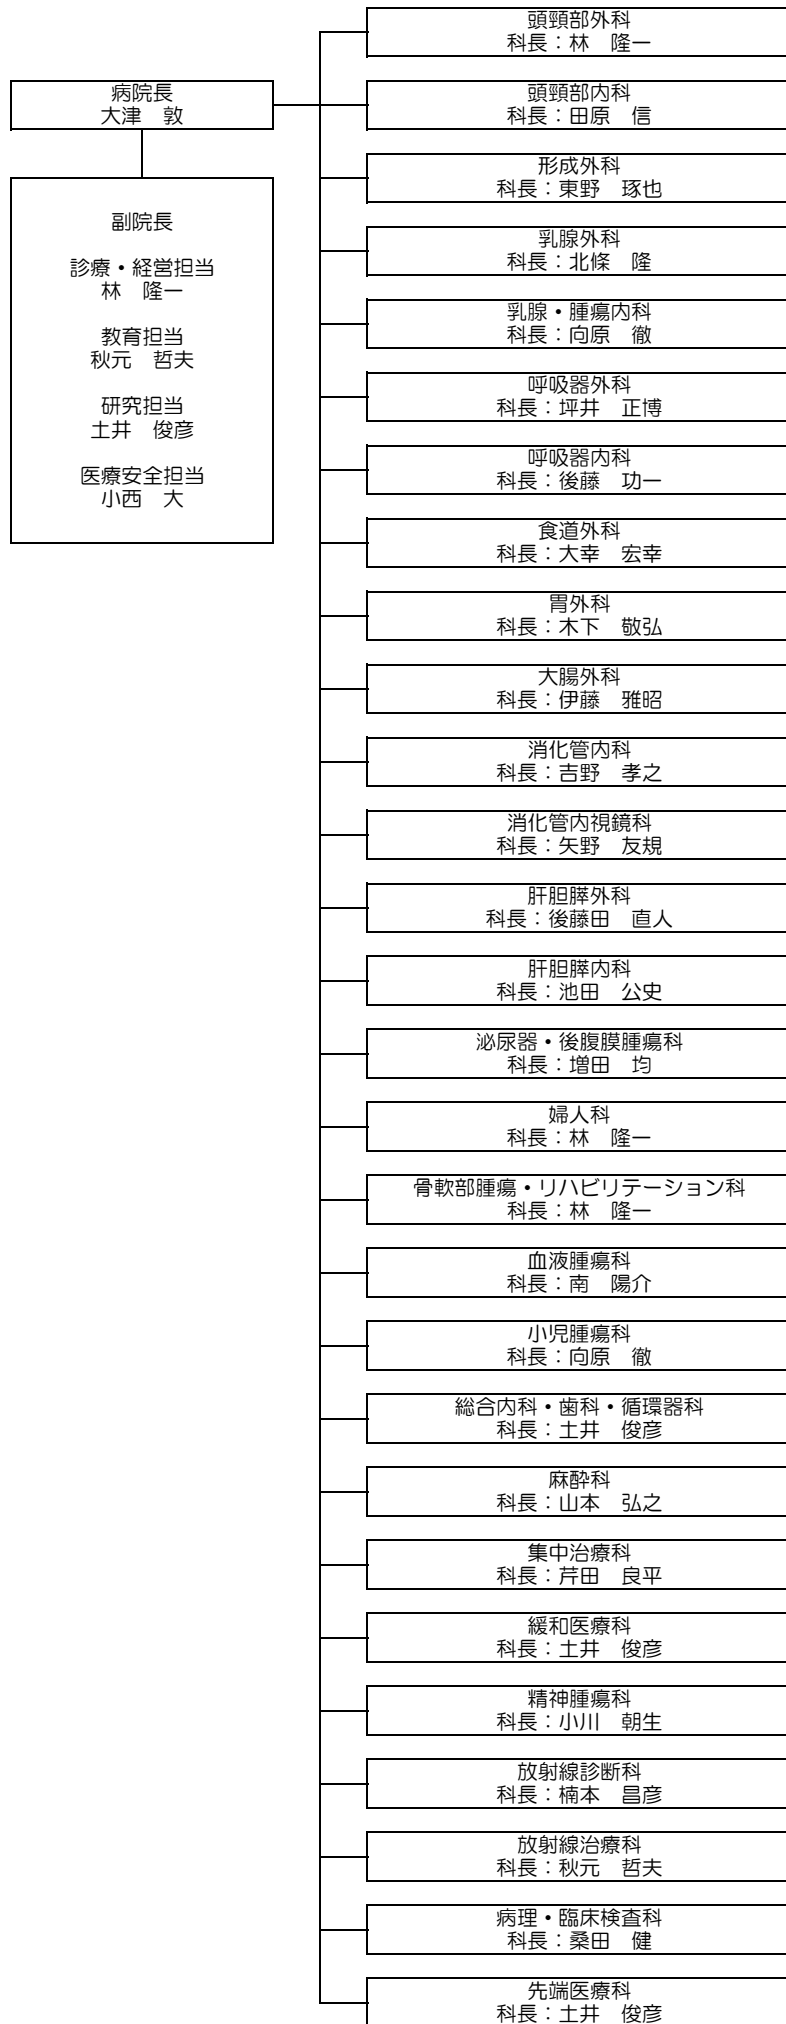 病院長
大津　敦
副院長
診療・経営担当
林　隆一
教育担当
秋元　哲夫
研究担当
土井　俊彦
医療安全担当
小西　大
頭頸部外科
科長：林　隆一
頭頸部内科
科長：田原　信
形成外科
科長：東野　琢也
乳腺外科
科長：北條　隆
乳腺・腫瘍内科
科長：向原　徹
呼吸器外科
科長：坪井　正博
呼吸器内科
科長：後藤　功一
食道外科
科長：大幸　宏幸
胃外科
科長：木下　敬弘
大腸外科
科長：伊藤　雅昭
消化管内科
科長：吉野　孝之
消化管内視鏡科
科長：矢野　友規
肝胆膵外科
科長：後藤田　直人
肝胆膵内科
科長：池田　公史
泌尿器・後腹膜腫瘍科
科長：増田　均
婦人科
科長：林　隆一
骨軟部腫瘍・リハビリテーション科
科長：林　隆一
血液腫瘍科
科長：南　陽介
小児腫瘍科
科長：向原　徹
総合内科・歯科・循環器科
科長：土井　俊彦
麻酔科
科長：山本　弘之
集中治療科
科長：芹田　良平
緩和医療科
科長：土井　俊彦
精神腫瘍科
科長：小川　朝生
放射線診断科
科長：楠本　昌彦
放射線治療科
科長：秋元　哲夫
病理・臨床検査科
科長：桑田　健
先端医療科
科長：土井　俊彦